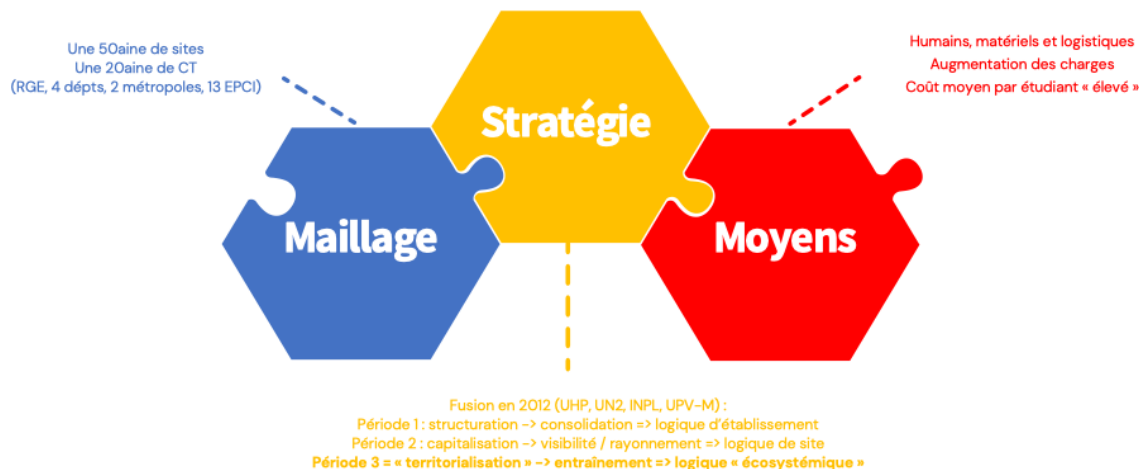 Une 50aine de sites
Une 20aine de CT
(RGE, 4 dépts, 2 métropoles, 13 EPCI)
Humains, matériels et logistiques
Augmentation des charges
Coût moyen par étudiant « élevé »
Stratégie
Maillage
Moyens
Fusion en 2012 (UHP, UN2, INPL, UPV-M) :
Période 1 : structuration -> consolidation => logique d'établissement
Période 2 : capitalisation -> visibilité / rayonnement => logique de site
Période 3 = « territorialisation » -> entraînement => logique « écosystémique »